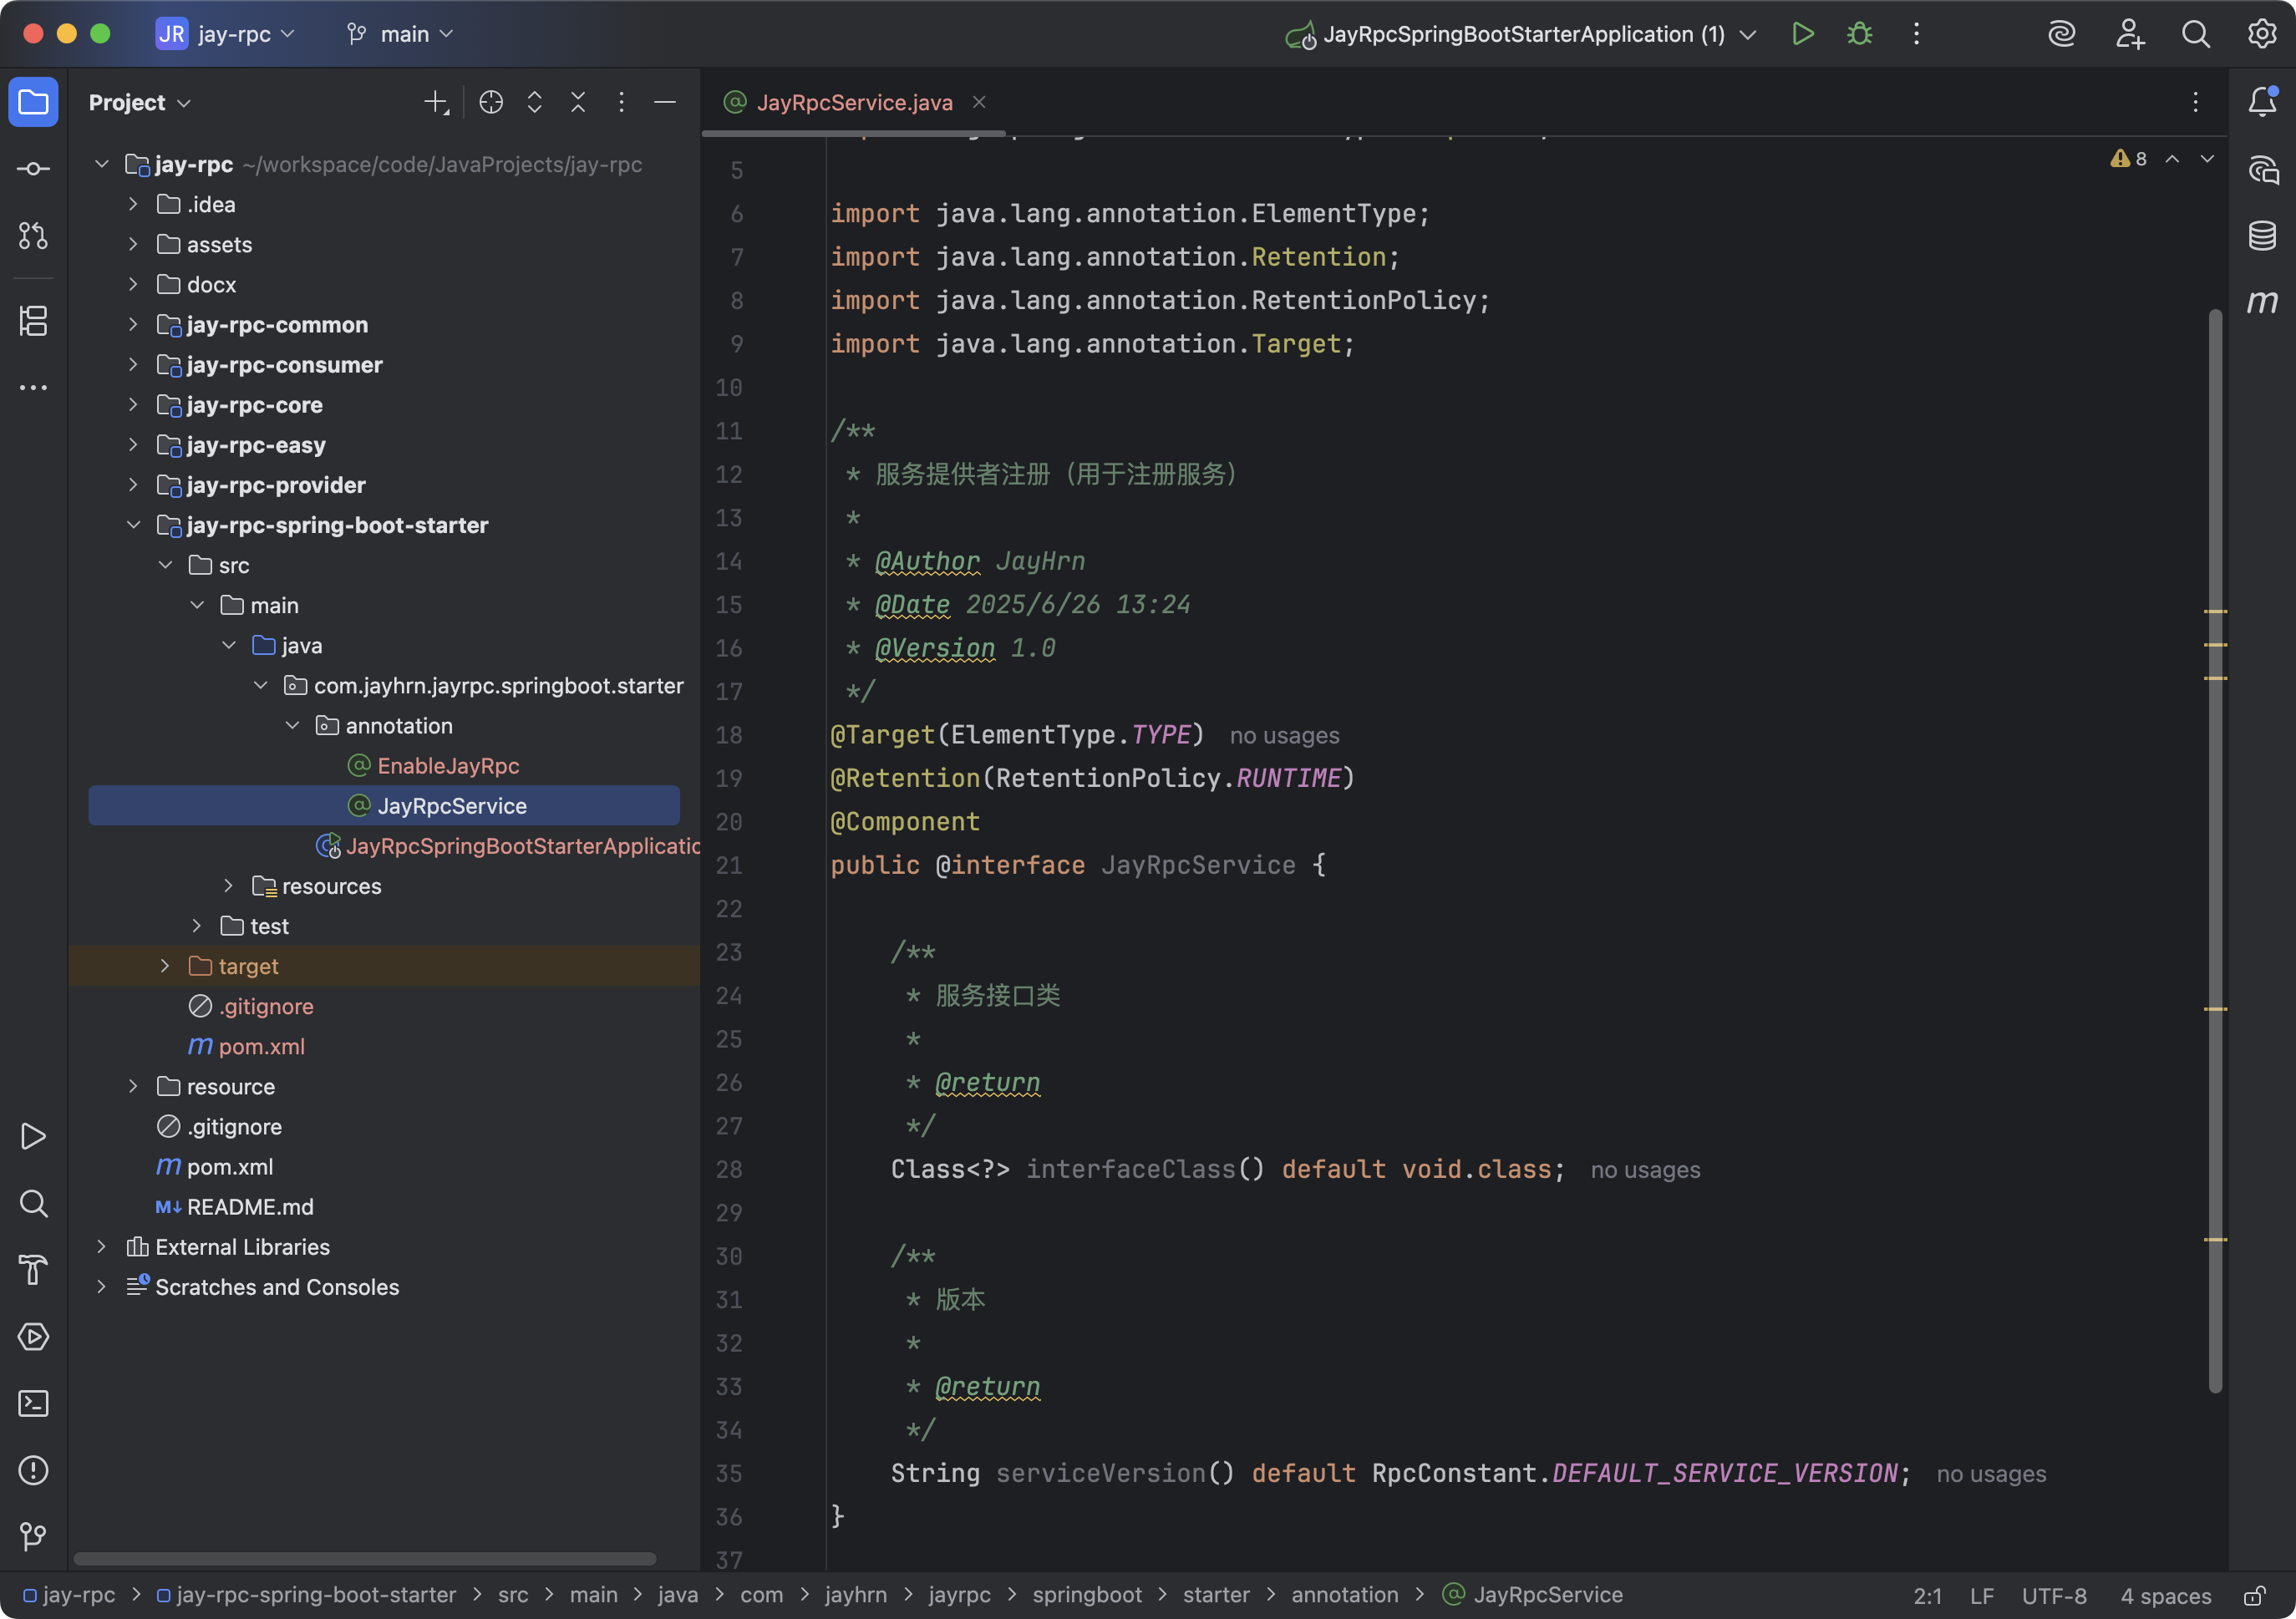 JR jay-rpc main JayRpcSpringBootStarterApplication (1)
Project
jay-rpc ~/workspace/code/JavaProjects/jay-rpc
.idea
assets
docx
jay-rpc-common
jay-rpc-consumer
jay-rpc-core
jay-rpc-easy
jay-rpc-provider
jay-rpc-spring-boot-starter
src
main
java
com.jayhrn.jayrpc.springboot.starter
annotation
EnableJayRpc
JayRpcService
JayRpcSpringBootStarterApplicatio
resources
test
target
.gitignore
m pom.xml
resource
.gitignore
m pom.xml
M↓ README.md
External Libraries
Scratches and Consoles
@ JayRpcService.java
8
5
6 import java.lang.annotation.ElementType;
7 import java.lang.annotation.Retention;
8 import java.lang.annotation.RetentionPolicy;
9 import java.lang.annotation.Target;
10
11 /**
12 * 服务提供者注册（用于注册服务）
13 *
14 * @Author JayHrn
15 * @Date 2025/6/26 13:24
16 * @Version 1.0
17 */
18 @Target(ElementType.TYPE) no usages
19 @Retention(RetentionPolicy.RUNTIME)
20 @Component
21 public @interface JayRpcService {
22
23 /**
24 * 服务接口类
25 *
26 * @return
27 */
28 Class<?> interfaceClass() default void.class; no usages
29
30 /**
31 * 版本
32 *
33 * @return
34 */
35 String serviceVersion() default RpcConstant.DEFAULT_SERVICE_VERSION; no usages
36 }
37
m
jay-rpc > jay-rpc-spring-boot-starter > src > main > java > com > jayhrn > jayrpc > springboot > starter > annotation > @ JayRpcService 2:1 LF UTF-8 4 spaces